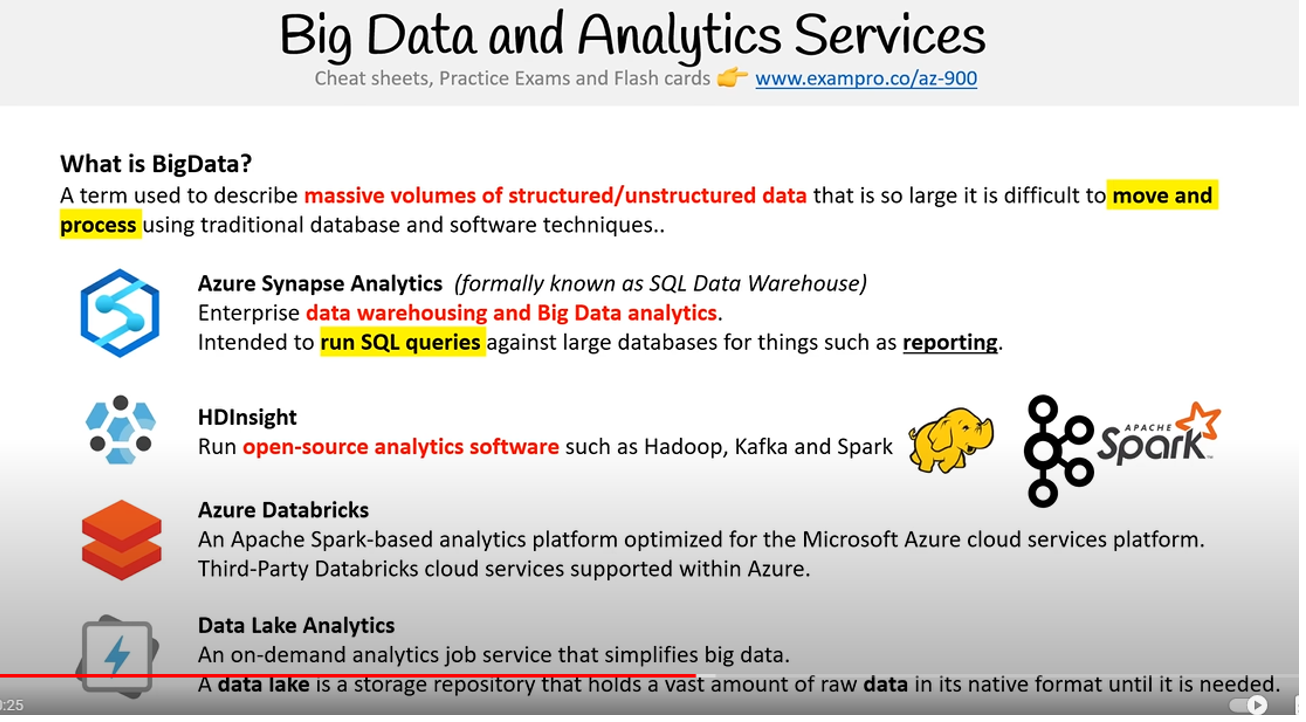 Big Data and Analytics Services
Cheat sheets, Practice Exams and Flash cards 👉 www.exampro.co/az-900
What is BigData?
A term used to describe massive volumes of structured/unstructured data that is so large it is difficult to move and
process using traditional database and software techniques..
Azure Synapse Analytics (formally known as SQL Data Warehouse)
Enterprise data warehousing and Big Data analytics.
Intended to run SQL queries against large databases for things such as reporting.
HDInsight
Run open-source analytics software such as Hadoop, Kafka and Spark
APACHE
Spark™
Azure Databricks
An Apache Spark-based analytics platform optimized for the Microsoft Azure cloud services platform.
Third-Party Databricks cloud services supported within Azure.
Data Lake Analytics
An on-demand analytics job service that simplifies big data.
A data lake is a storage repository that holds a vast amount of raw data in its native format until it is needed.
:25